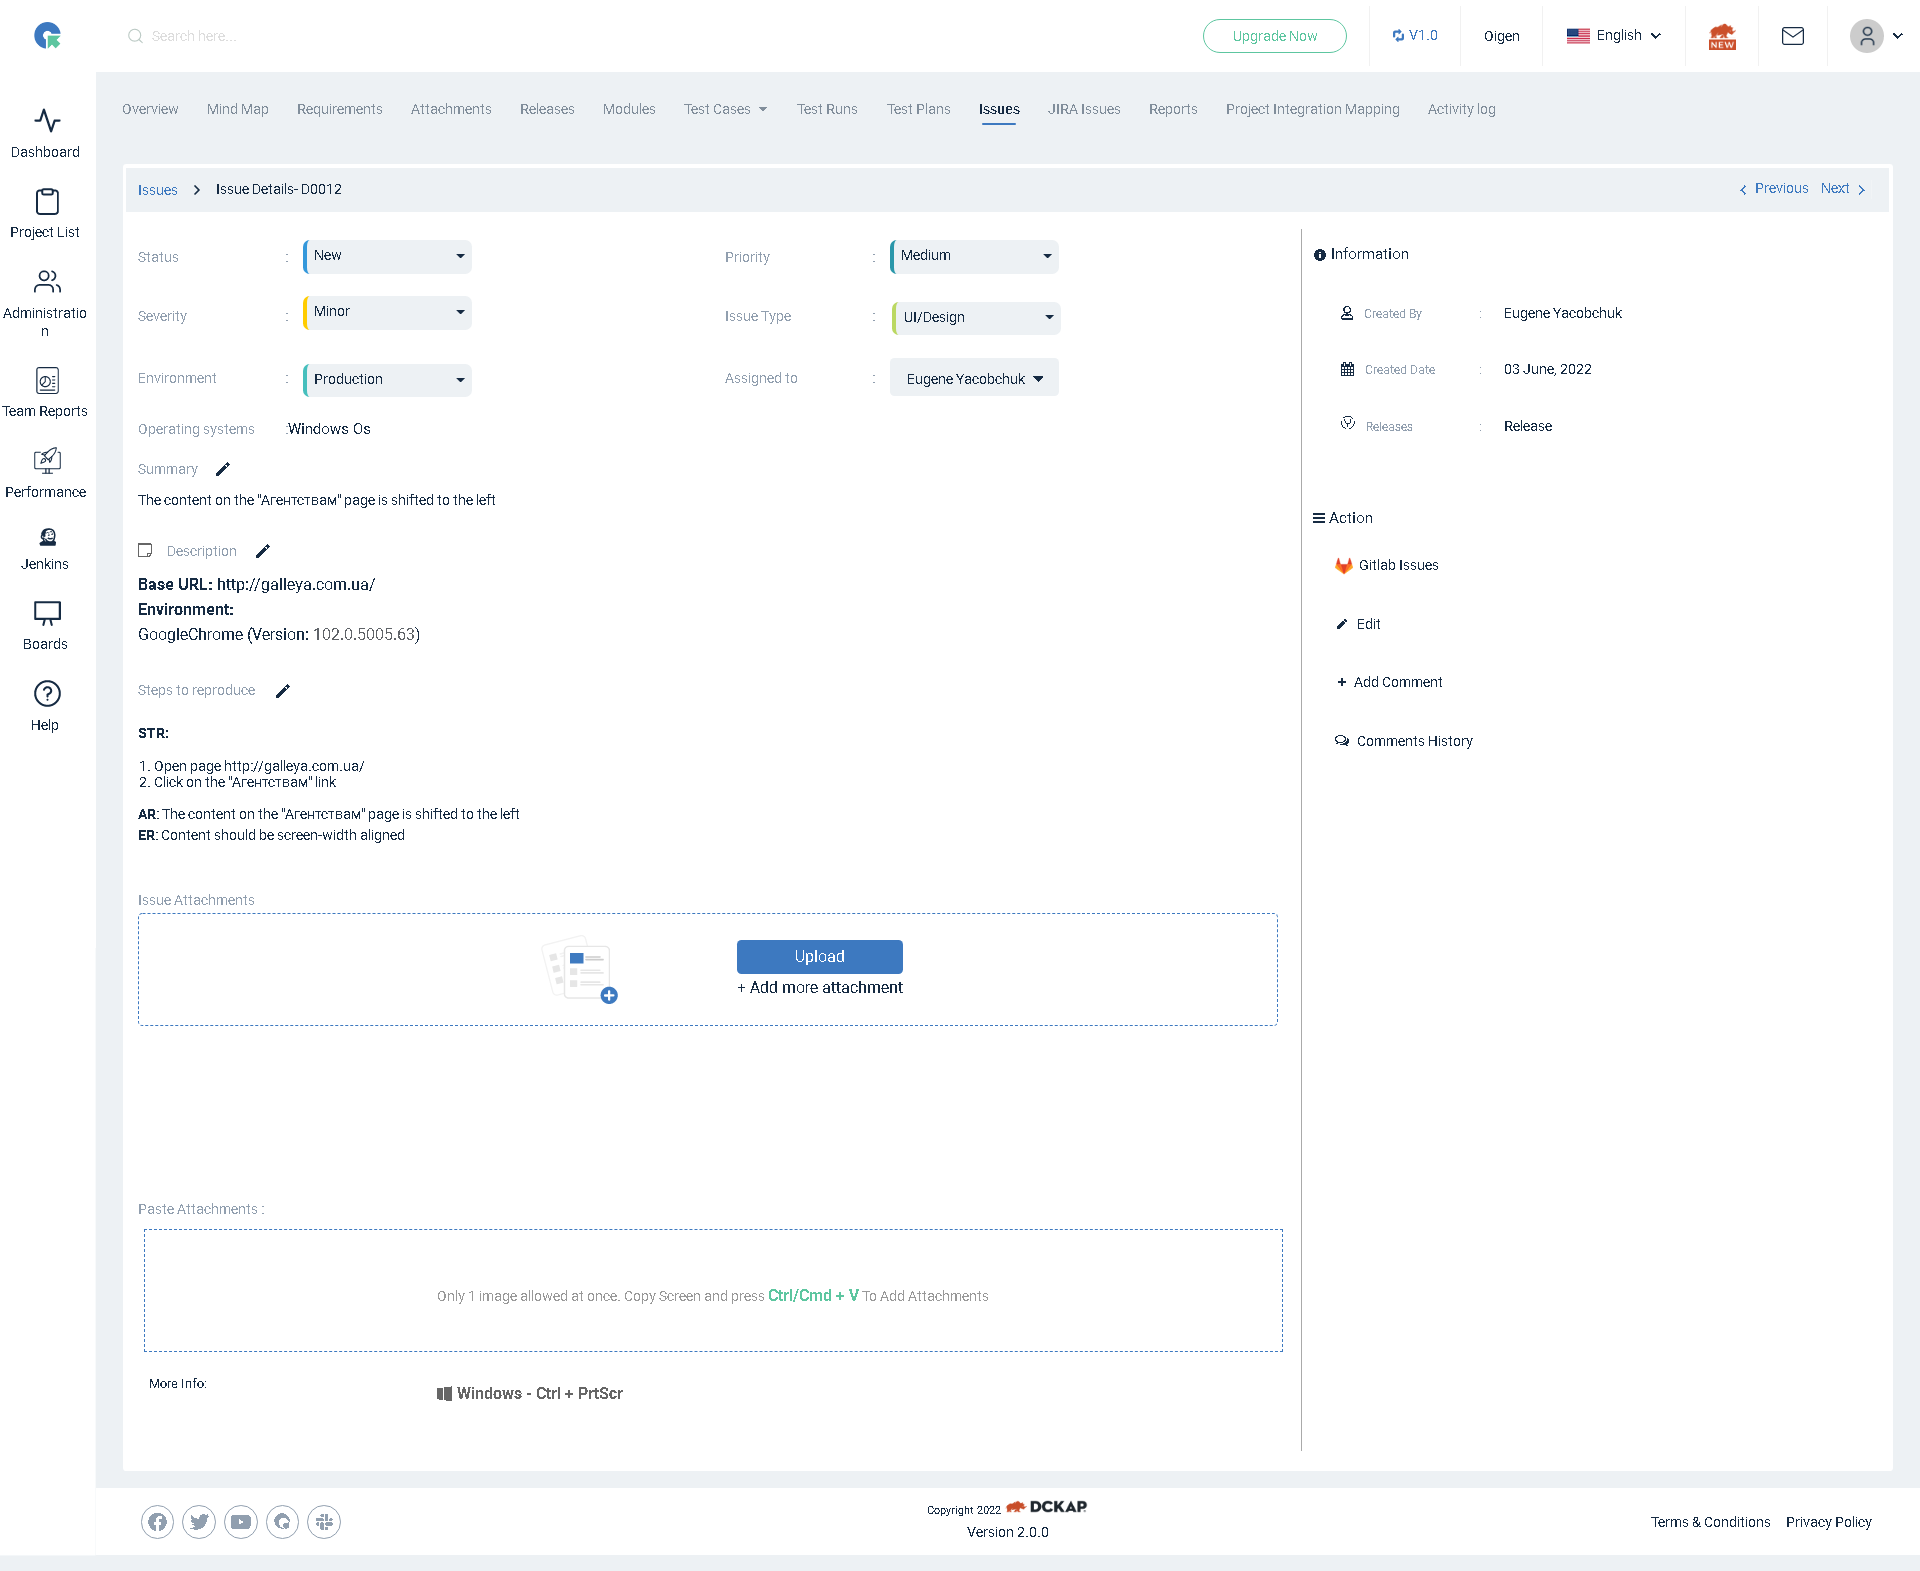 Search here...
Upgrade Now
V1.0
Oigen
English
NEW
Dashboard
Project List
Administratio
n
Team Reports
Performance
Jenkins
Boards
Help
Overview
Mind Map
Requirements
Attachments
Releases
Modules
Test Cases
Test Runs
Test Plans
Issues
JIRA Issues
Reports
Project Integration Mapping
Activity log
Issues
Issue Details- D0012
Previous
Next
Status : New
Priority : Medium
Severity : Minor
Issue Type : UI/Design
Environment : Production
Assigned to : Eugene Yacobchuk
Operating systems :Windows Os
Summary
The content on the "Агентствам" page is shifted to the left
Description
Base URL: http://galleya.com.ua/
Environment:
GoogleChrome (Version: 102.0.5005.63)
Steps to reproduce
STR:
1. Open page http://galleya.com.ua/
2. Click on the "Агентствам" link
AR: The content on the "Агентствам" page is shifted to the left
ER: Content should be screen-width aligned
Issue Attachments
Upload
+ Add more attachment
Paste Attachments :
Only 1 image allowed at once. Copy Screen and press Ctrl/Cmd + V To Add Attachments
More Info:
Windows - Ctrl + PrtScr
Information
Created By : Eugene Yacobchuk
Created Date : 03 June, 2022
Releases : Release
Action
Gitlab Issues
Edit
+ Add Comment
Comments History
Copyright 2022 DCKAP
Version 2.0.0
Terms & Conditions
Privacy Policy